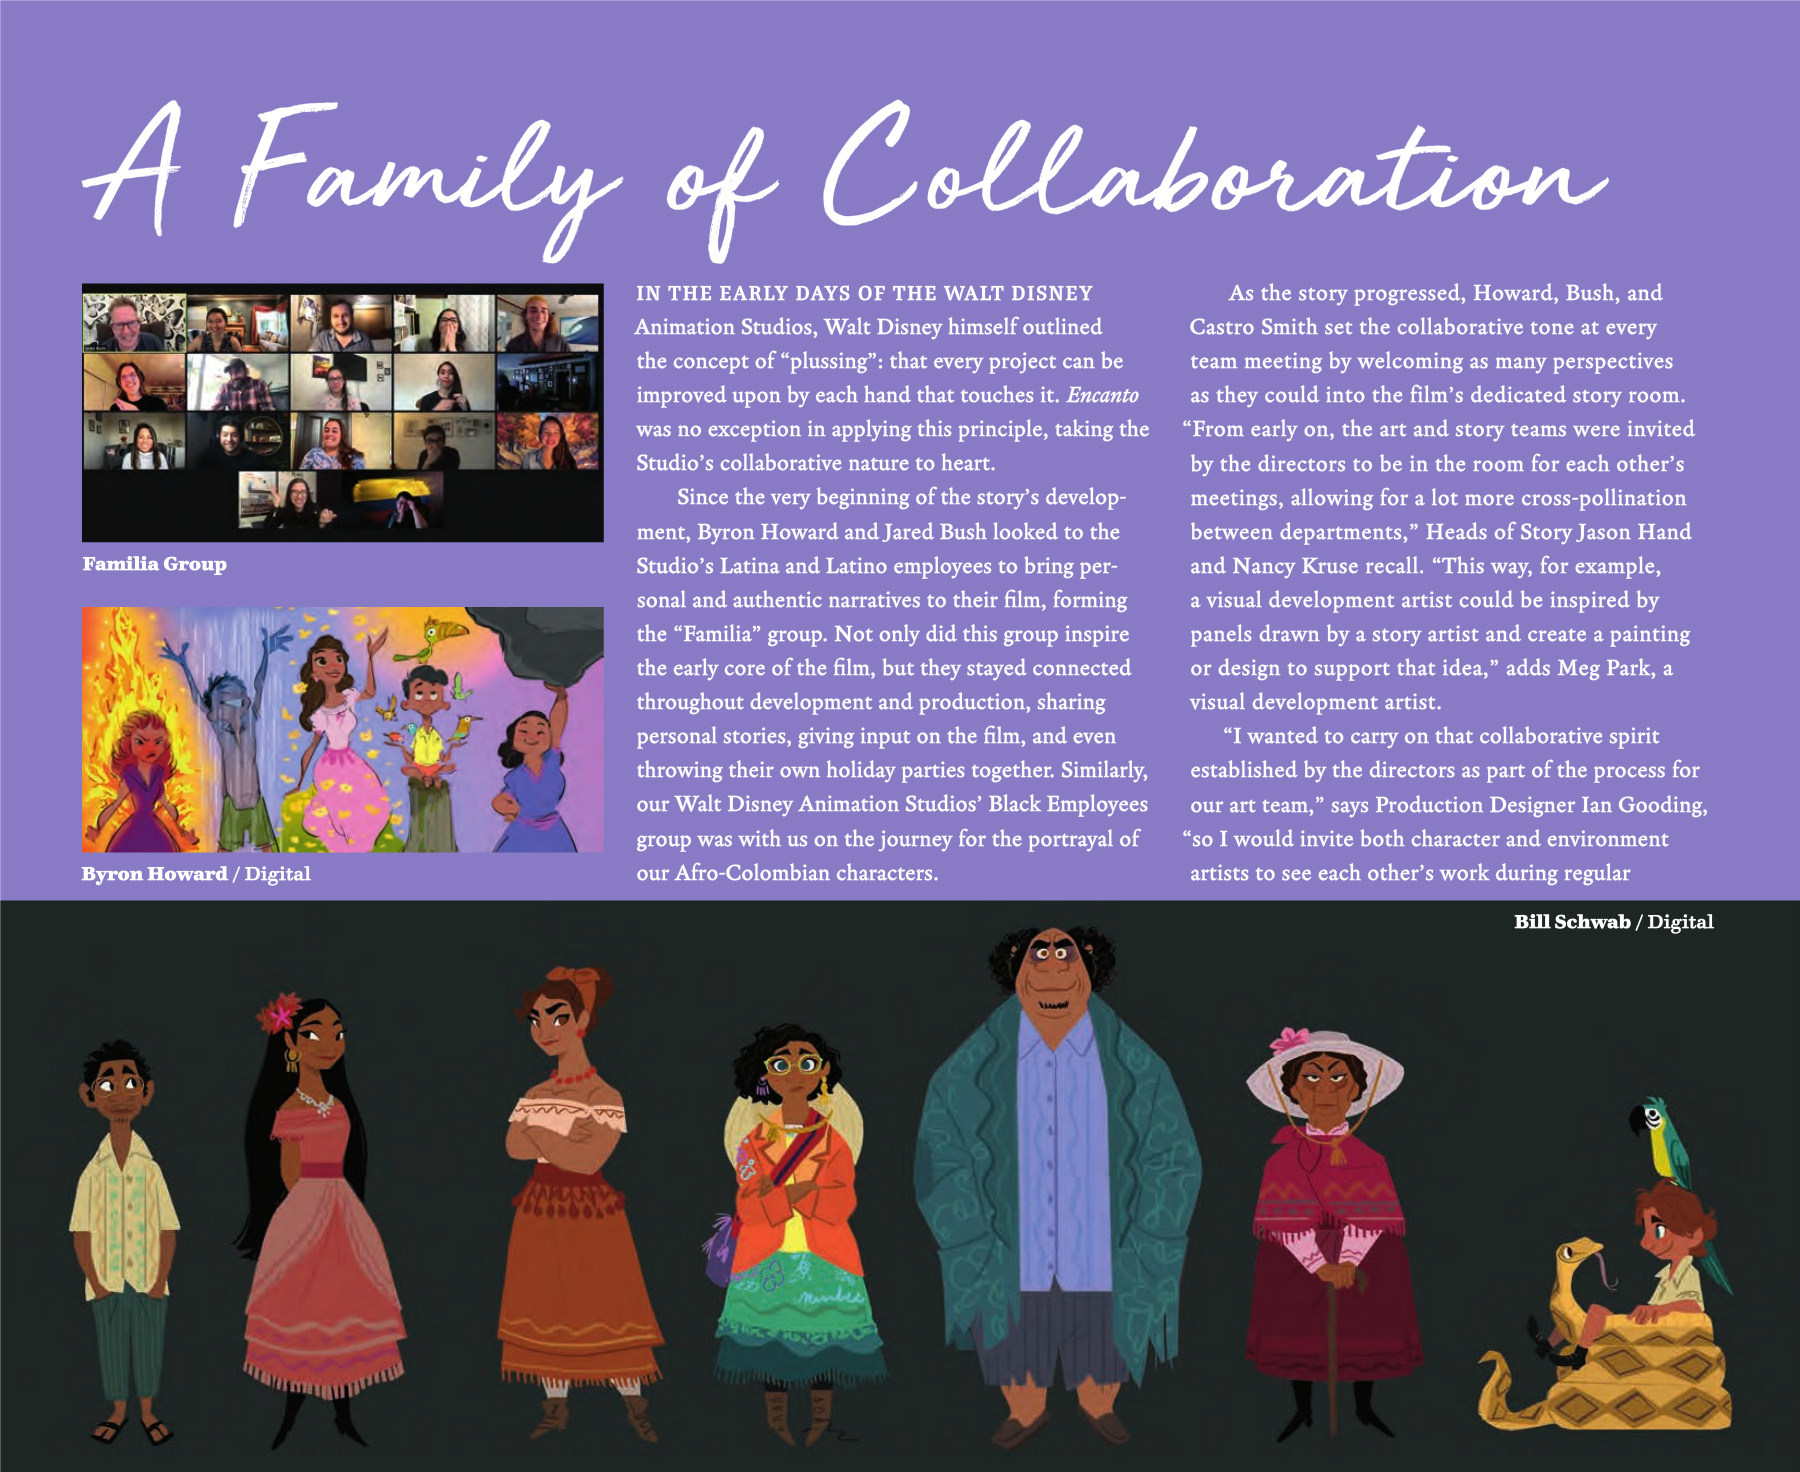 A Family of Collaboration
Familia Group
Byron Howard / Digital
IN THE EARLY DAYS OF THE WALT DISNEY
Animation Studios, Walt Disney himself outlined
the concept of “plussing”: that every project can be
improved upon by each hand that touches it. Encanto
was no exception in applying this principle, taking the
Studio’s collaborative nature to heart.
Since the very beginning of the story’s develop-
ment, Byron Howard and Jared Bush looked to the
Studio’s Latina and Latino employees to bring per-
sonal and authentic narratives to their film, forming
the “Familia” group. Not only did this group inspire
the early core of the film, but they stayed connected
throughout development and production, sharing
personal stories, giving input on the film, and even
throwing their own holiday parties together. Similarly,
our Walt Disney Animation Studios’ Black Employees
group was with us on the journey for the portrayal of
our Afro-Colombian characters.
As the story progressed, Howard, Bush, and
Castro Smith set the collaborative tone at every
team meeting by welcoming as many perspectives
as they could into the film’s dedicated story room.
“From early on, the art and story teams were invited
by the directors to be in the room for each other’s
meetings, allowing for a lot more cross-pollination
between departments,” Heads of Story Jason Hand
and Nancy Kruse recall. “This way, for example,
a visual development artist could be inspired by
panels drawn by a story artist and create a painting
or design to support that idea,” adds Meg Park, a
visual development artist.
“I wanted to carry on that collaborative spirit
established by the directors as part of the process for
our art team,” says Production Designer Ian Gooding,
“so I would invite both character and environment
artists to see each other’s work during regular
Bill Schwab / Digital